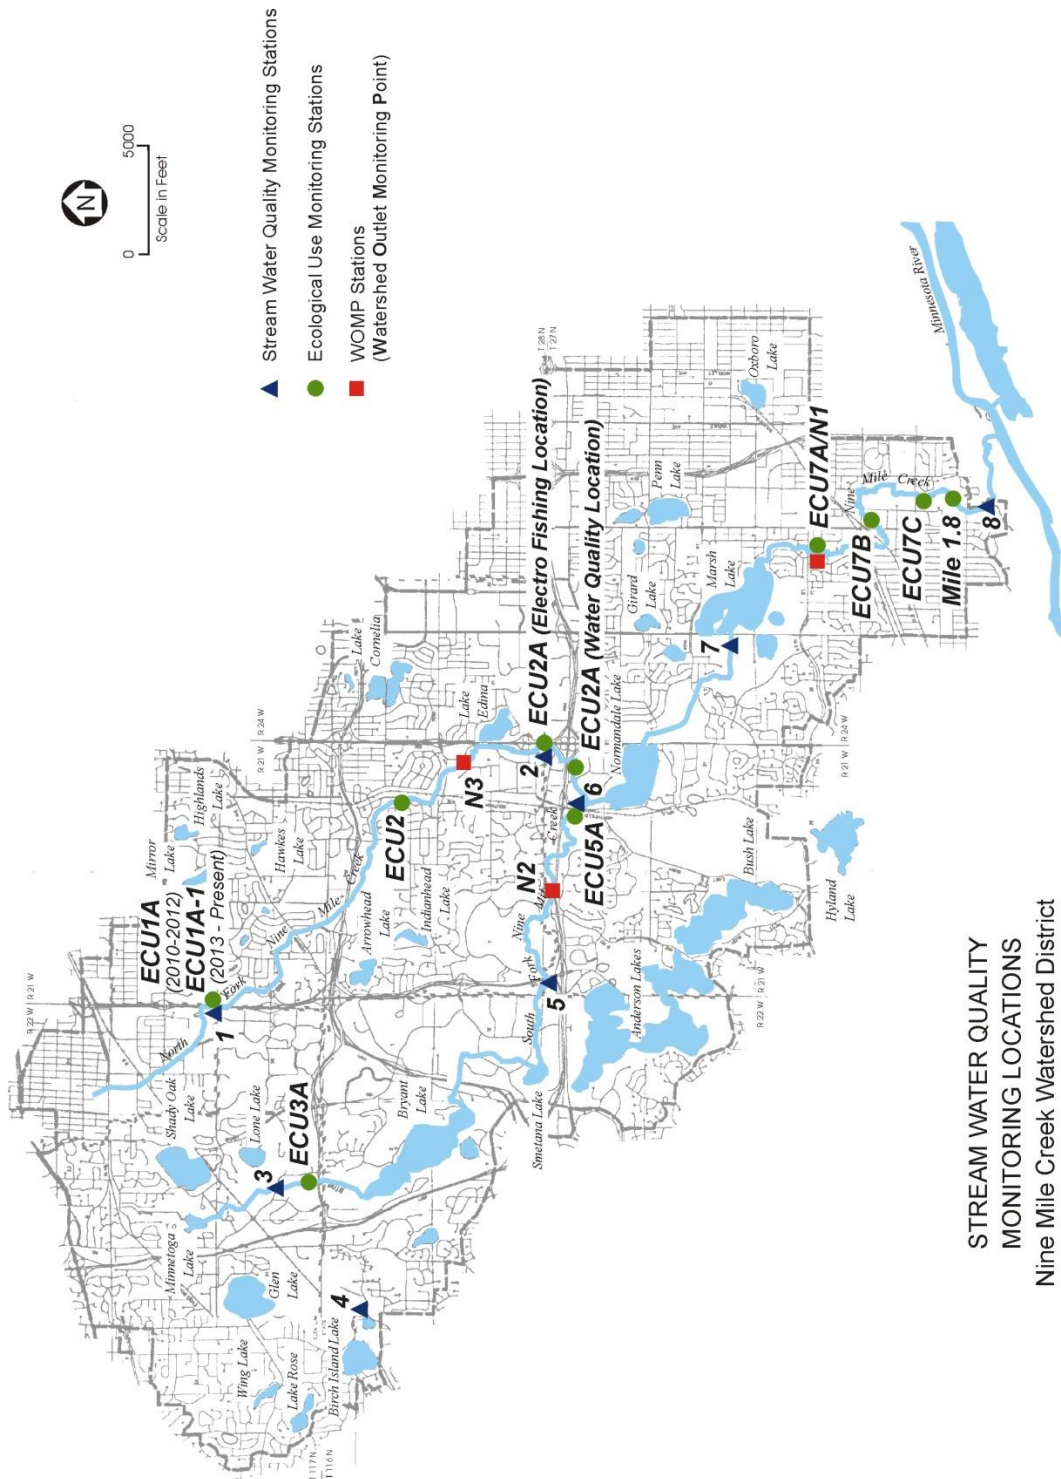 N
0 5000
Scale in Feet
Stream Water Quality Monitoring Stations
Ecological Use Monitoring Stations
WOMP Stations
(Watershed Outlet Monitoring Point)
R 22 W
R 21 W
North
Fork
Nine
Mile
Creek
1
ECU1A
(2010-2012)
ECU1A-1
(2013 - Present)
Mirror
Lake
Highlands
Lake
Hawkes
Lake
R 21 W
R 24 W
Lake
Cornelia
Arrowhead
Lake
Indianhead
Lake
ECU2
N3
Lake
Edina
Minnetoga
Lake
Shady Oak
Lake
Lone Lake
3
ECU3A
Bryant
Lake
Wing Lake
Glen
Lake
Lake Rose
Birch Island Lake
4
T 117 N
T 116 N
Smetana Lake
South
Fork
Nine
Mile
Creek
5
N2
ECU5A
6
2
ECU2A (Electro Fishing Location)
ECU2A (Water Quality Location)
T 28 N
T 27 N
Normandale Lake
Anderson Lakes
R 22 W
R 21 W
Bush Lake
Hyland
Lake
R 21 W
R 24 W
7
Girard
Lake
Penn
Lake
Marsh
Lake
Oxboro
Lake
ECU7A/N1
Nine
Mile
Creek
ECU7B
ECU7C
Mile 1.8
8
Minnesota River
STREAM WATER QUALITY
MONITORING LOCATIONS
Nine Mile Creek Watershed District